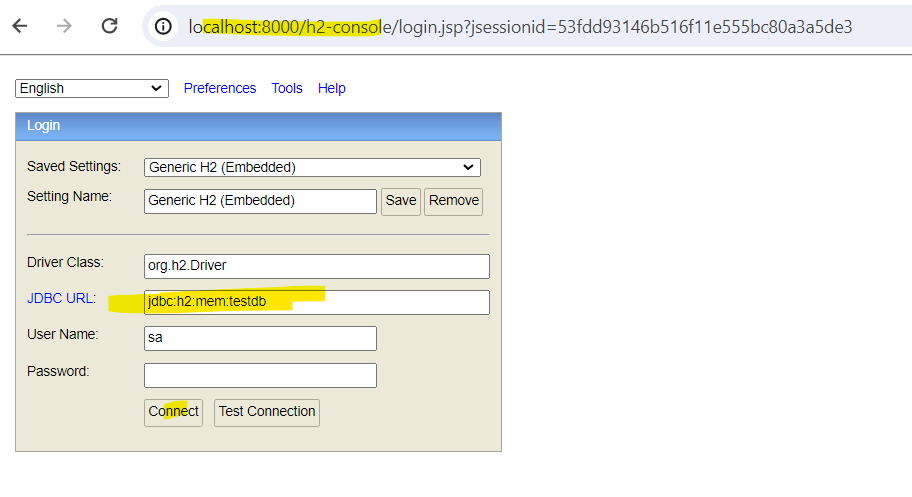 localhost:8000/h2-console/login.jsp?jsessionid=53fdd93146b516f11e555bc80a3a5de3
English Preferences Tools Help
Login
Saved Settings: Generic H2 (Embedded)
Setting Name: Generic H2 (Embedded) Save Remove
Driver Class: org.h2.Driver
JDBC URL: jdbc:h2:mem:testdb
User Name: sa
Password:
Connect Test Connection